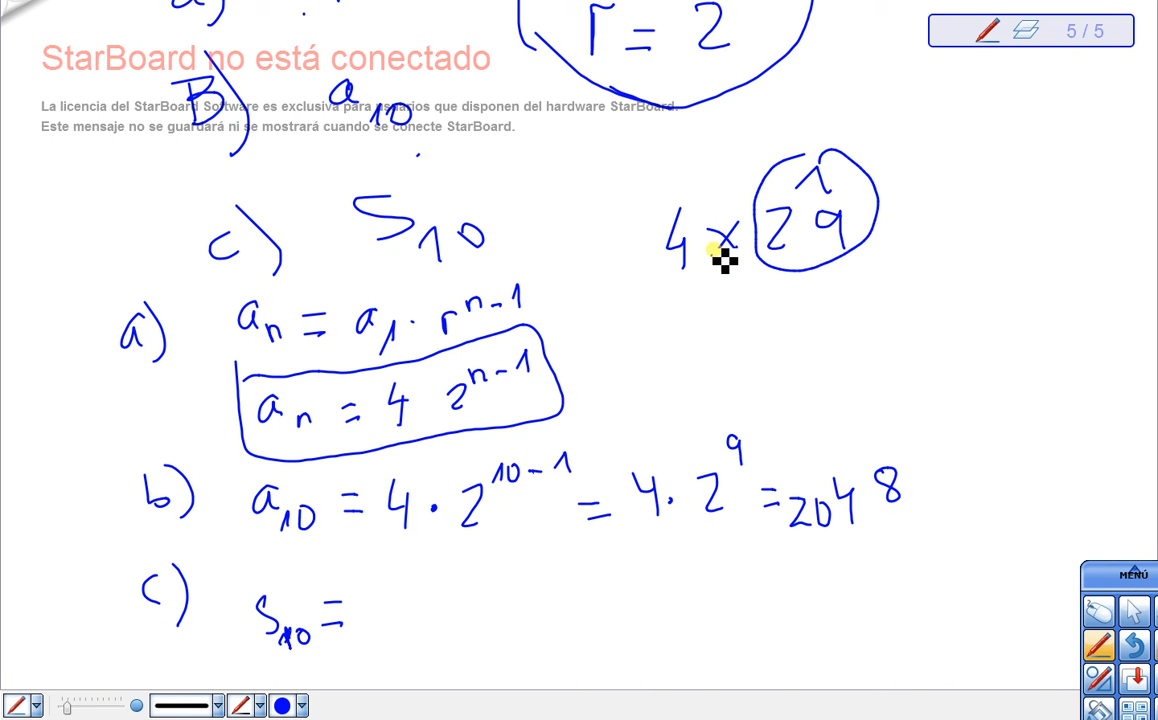 a)
r = 2
5 / 5
StarBoard no está conectado
B) a10
La licencia del StarBoard Software es exclusiva para usuarios que disponen del hardware StarBoard.
Este mensaje no se guardará ni se mostrará cuando se conecte StarBoard.
c) S10
4 x 2^9
a) an = a1 · r^n-1
an = 4 2^n-1
b) a10 = 4 · 2^10-1 = 4 · 2^9 = 2048
c) S10 =
MENÚ